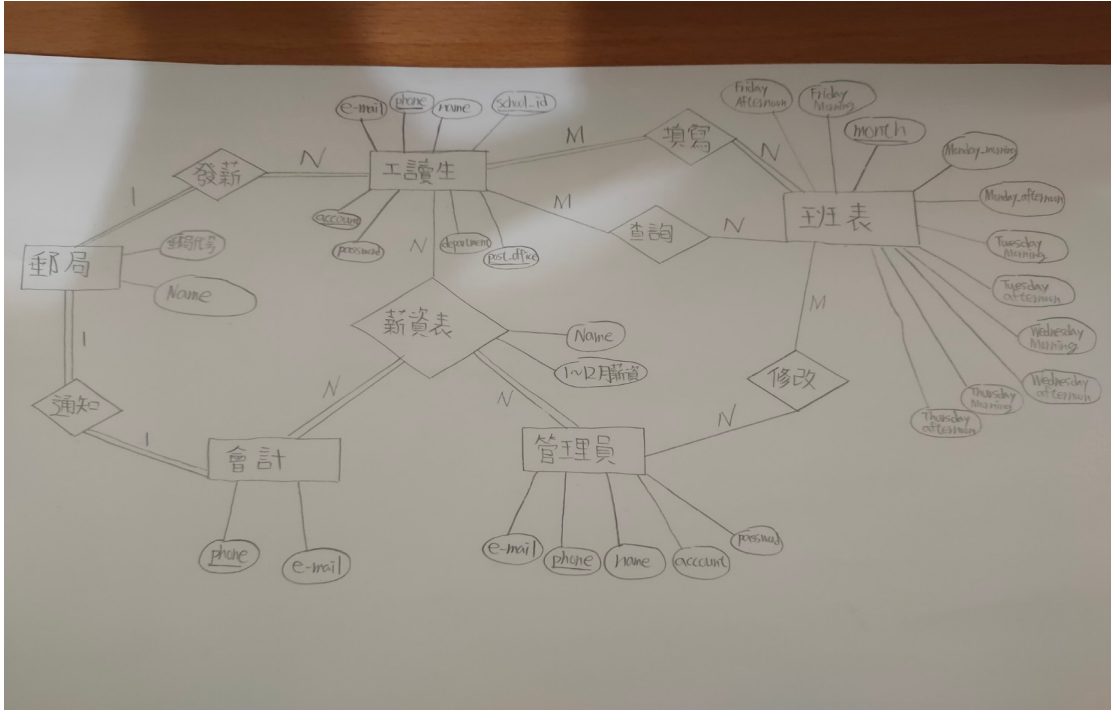 Friday
Afternoon
Friday
Morning
e-mail
phone
name
school_id
month
M
填寫
N
Monday_morning
發薪
N
工讀生
1
M
Monday_afternoon
班表
account
N
department
查詢
N
Tuesday
Morning
password
post_office
郵局
Name
Tuesday
afternoon
薪資表
M
Name
Wednesday
Morning
1
1~12月薪資
修改
Wednesday
afternoon
N
N
Thursday
Morning
通知
N
Thursday
afternoon
1
會計
管理員
phone
e-mail
e-mail
phone
name
account